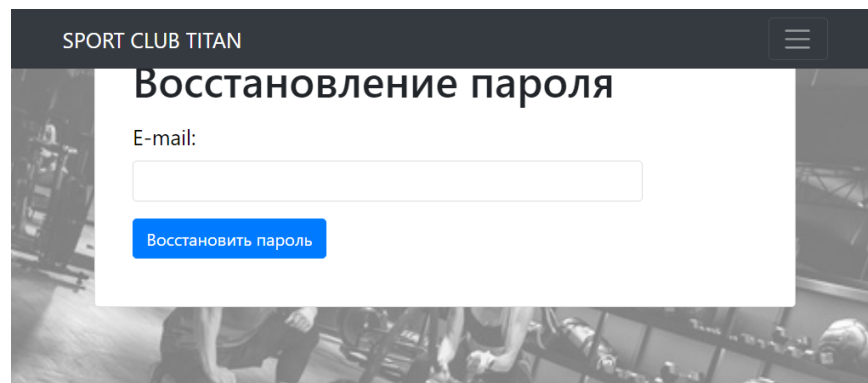 SPORT CLUB TITAN
Восстановление пароля
E-mail:
Восстановить пароль